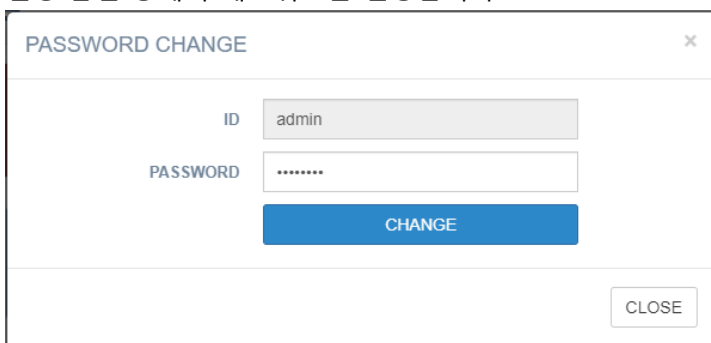 PASSWORD CHANGE ×
ID admin
PASSWORD ••••••••
CHANGE
CLOSE